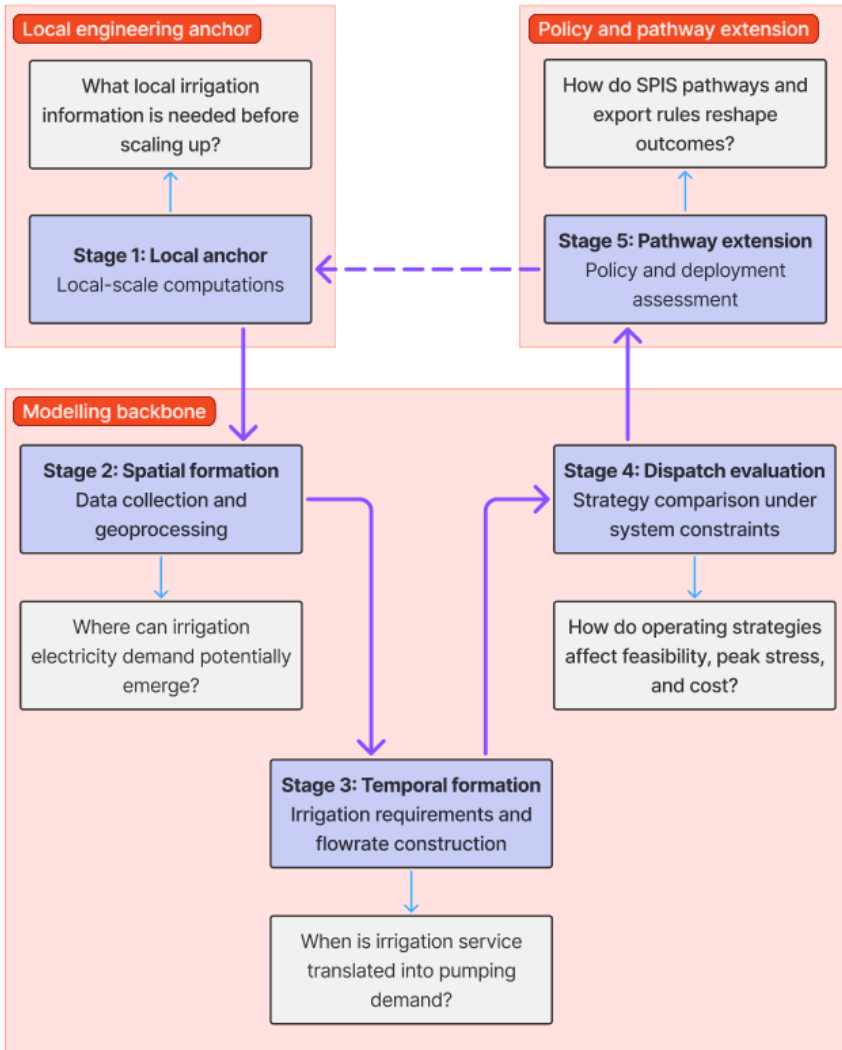 Local engineering anchor
What local irrigation
information is needed before
scaling up?
Stage 1: Local anchor
Local-scale computations
Policy and pathway extension
How do SPIS pathways and
export rules reshape
outcomes?
Stage 5: Pathway extension
Policy and deployment
assessment
Modelling backbone
Stage 2: Spatial formation
Data collection and
geoprocessing
Where can irrigation
electricity demand potentially
emerge?
Stage 3: Temporal formation
Irrigation requirements and
flowrate construction
When is irrigation service
translated into pumping
demand?
Stage 4: Dispatch evaluation
Strategy comparison under
system constraints
How do operating strategies
affect feasibility, peak stress,
and cost?